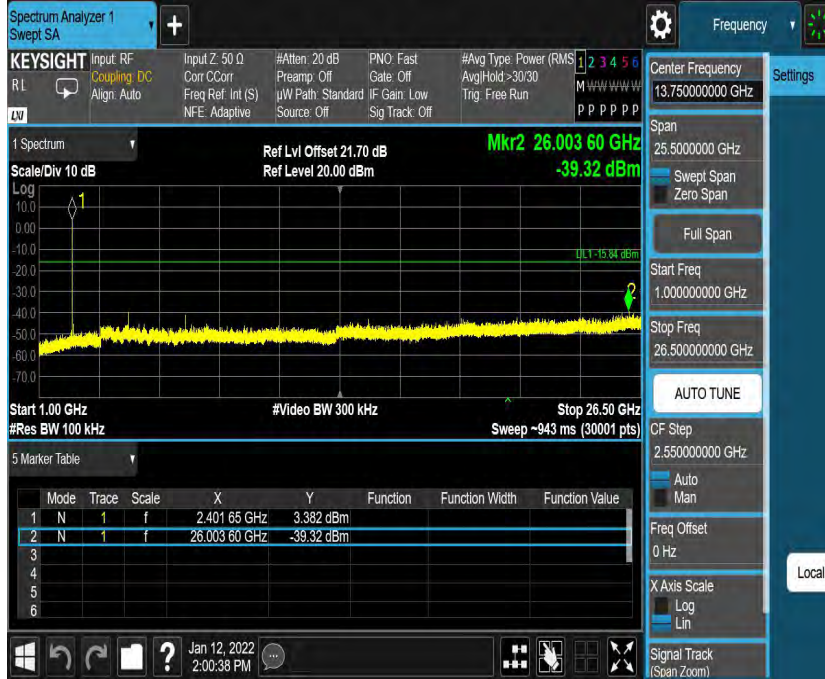 Spectrum Analyzer 1
Swept SA
+
Frequency
KEYSIGHT
RL
LXI
Input: RF
Coupling: DC
Align: Auto
Input Z: 50 Ω
Corr CCorr
Freq Ref: Int (S)
NFE: Adaptive
#Atten: 20 dB
Preamp: Off
µW Path: Standard
Source: Off
PNO: Fast
Gate: Off
IF Gain: Low
Sig Track: Off
#Avg Type: Power (RMS
Avg|Hold:>30/30
Trig: Free Run
1 2 3 4 5 6
M W W W W W
P P P P P P
1 Spectrum
Scale/Div 10 dB
Ref Lvl Offset 21.70 dB
Ref Level 20.00 dBm
Mkr2 26.003 60 GHz
-39.32 dBm
Log
10.0
0.00
-10.0
-20.0
-30.0
-40.0
-50.0
-60.0
-70.0
1
DL1 -15.84 dBm
2
Start 1.00 GHz
#Res BW 100 kHz
#Video BW 300 kHz
Stop 26.50 GHz
Sweep ~943 ms (30001 pts)
5 Marker Table
Mode Trace Scale X Y Function Function Width Function Value
1 N 1 f 2.401 65 GHz 3.382 dBm
2 N 1 f 26.003 60 GHz -39.32 dBm
3
4
5
6
Jan 12, 2022
2:00:38 PM
?
Center Frequency
13.750000000 GHz
Settings
Span
25.5000000 GHz
Swept Span
Zero Span
Full Span
Start Freq
1.000000000 GHz
Stop Freq
26.500000000 GHz
AUTO TUNE
CF Step
2.550000000 GHz
Auto
Man
Freq Offset
0 Hz
Local
X Axis Scale
Log
Lin
Signal Track
(Span Zoom)